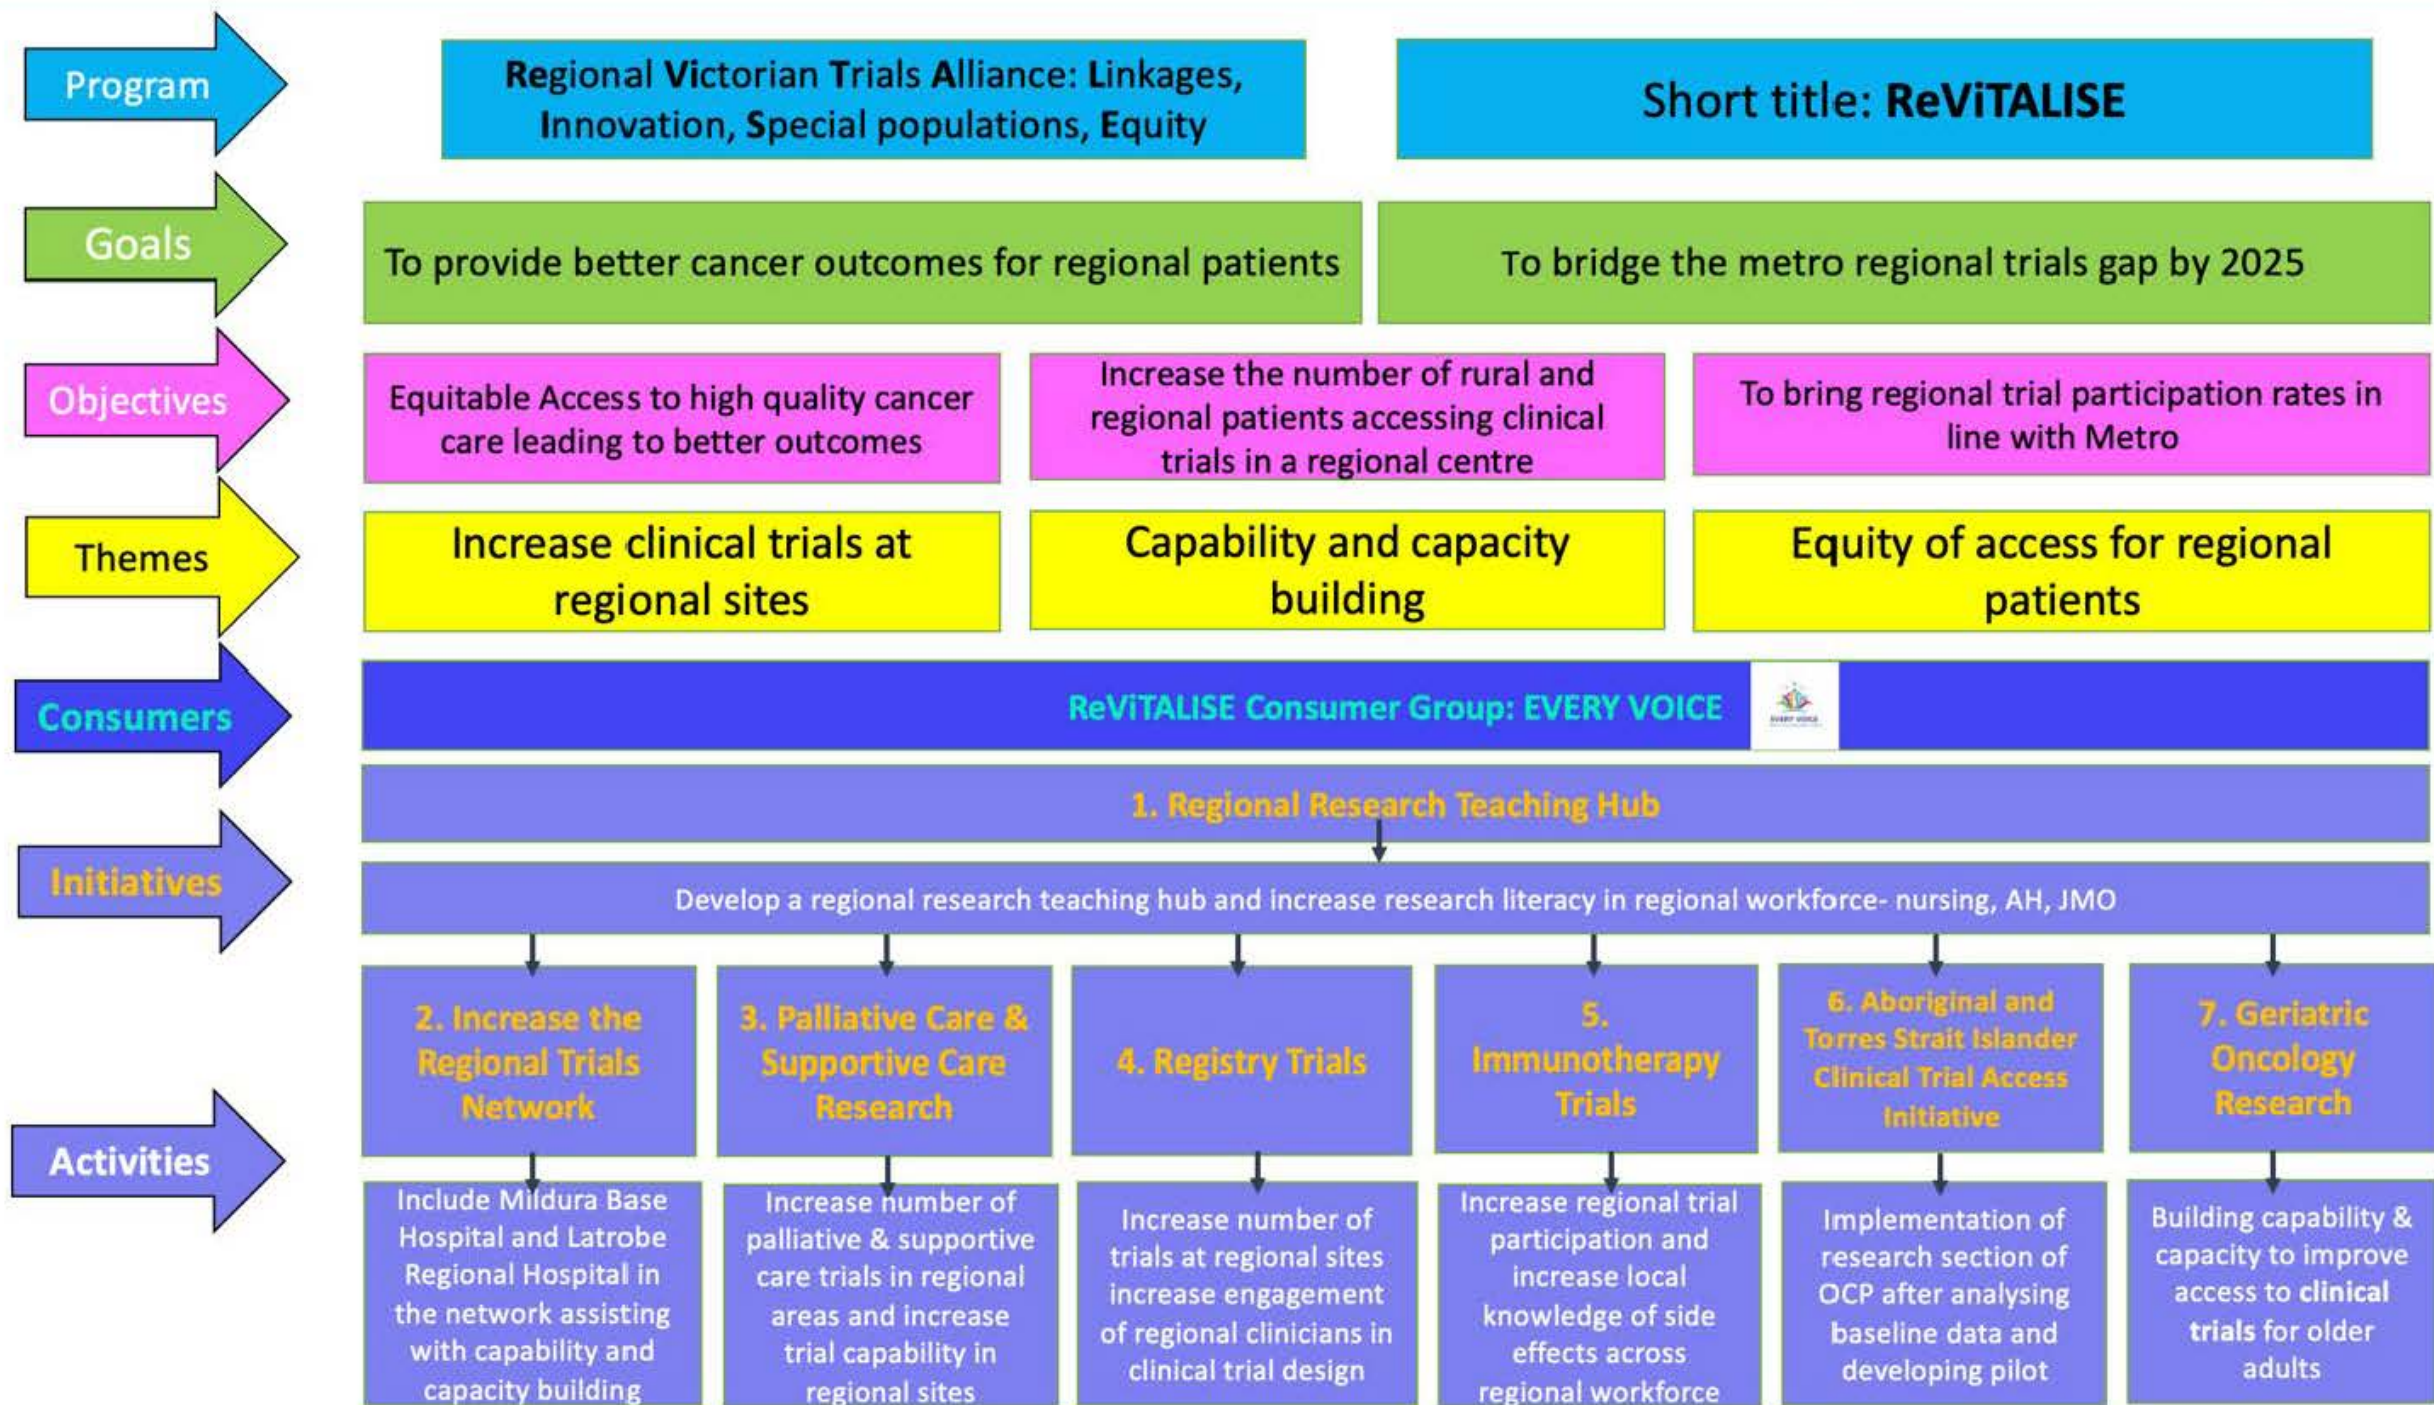 Program
Regional Victorian Trials Alliance: Linkages,
Innovation, Special populations, Equity
Short title: ReViTALISE
Goals
To provide better cancer outcomes for regional patients
To bridge the metro regional trials gap by 2025
Objectives
Equitable Access to high quality cancer
care leading to better outcomes
Increase the number of rural and
regional patients accessing clinical
trials in a regional centre
To bring regional trial participation rates in
line with Metro
Themes
Increase clinical trials at
regional sites
Capability and capacity
building
Equity of access for regional
patients
Consumers
ReViTALISE Consumer Group: EVERY VOICE
EVERY VOICE
Initiatives
1. Regional Research Teaching Hub
Develop a regional research teaching hub and increase research literacy in regional workforce- nursing, AH, JMO
2. Increase the
Regional Trials
Network
3. Palliative Care &
Supportive Care
Research
4. Registry Trials
5.
Immunotherapy
Trials
6. Aboriginal and
Torres Strait Islander
Clinical Trial Access
Initiative
7. Geriatric
Oncology
Research
Activities
Include Mildura Base
Hospital and Latrobe
Regional Hospital in
the network assisting
with capability and
capacity building
Increase number of
palliative & supportive
care trials in regional
areas and increase
trial capability in
regional sites
Increase number of
trials at regional sites
increase engagement
of regional clinicians in
clinical trial design
Increase regional trial
participation and
increase local
knowledge of side
effects across
regional workforce
Implementation of
research section of
OCP after analysing
baseline data and
developing pilot
Building capability &
capacity to improve
access to clinical
trials for older
adults